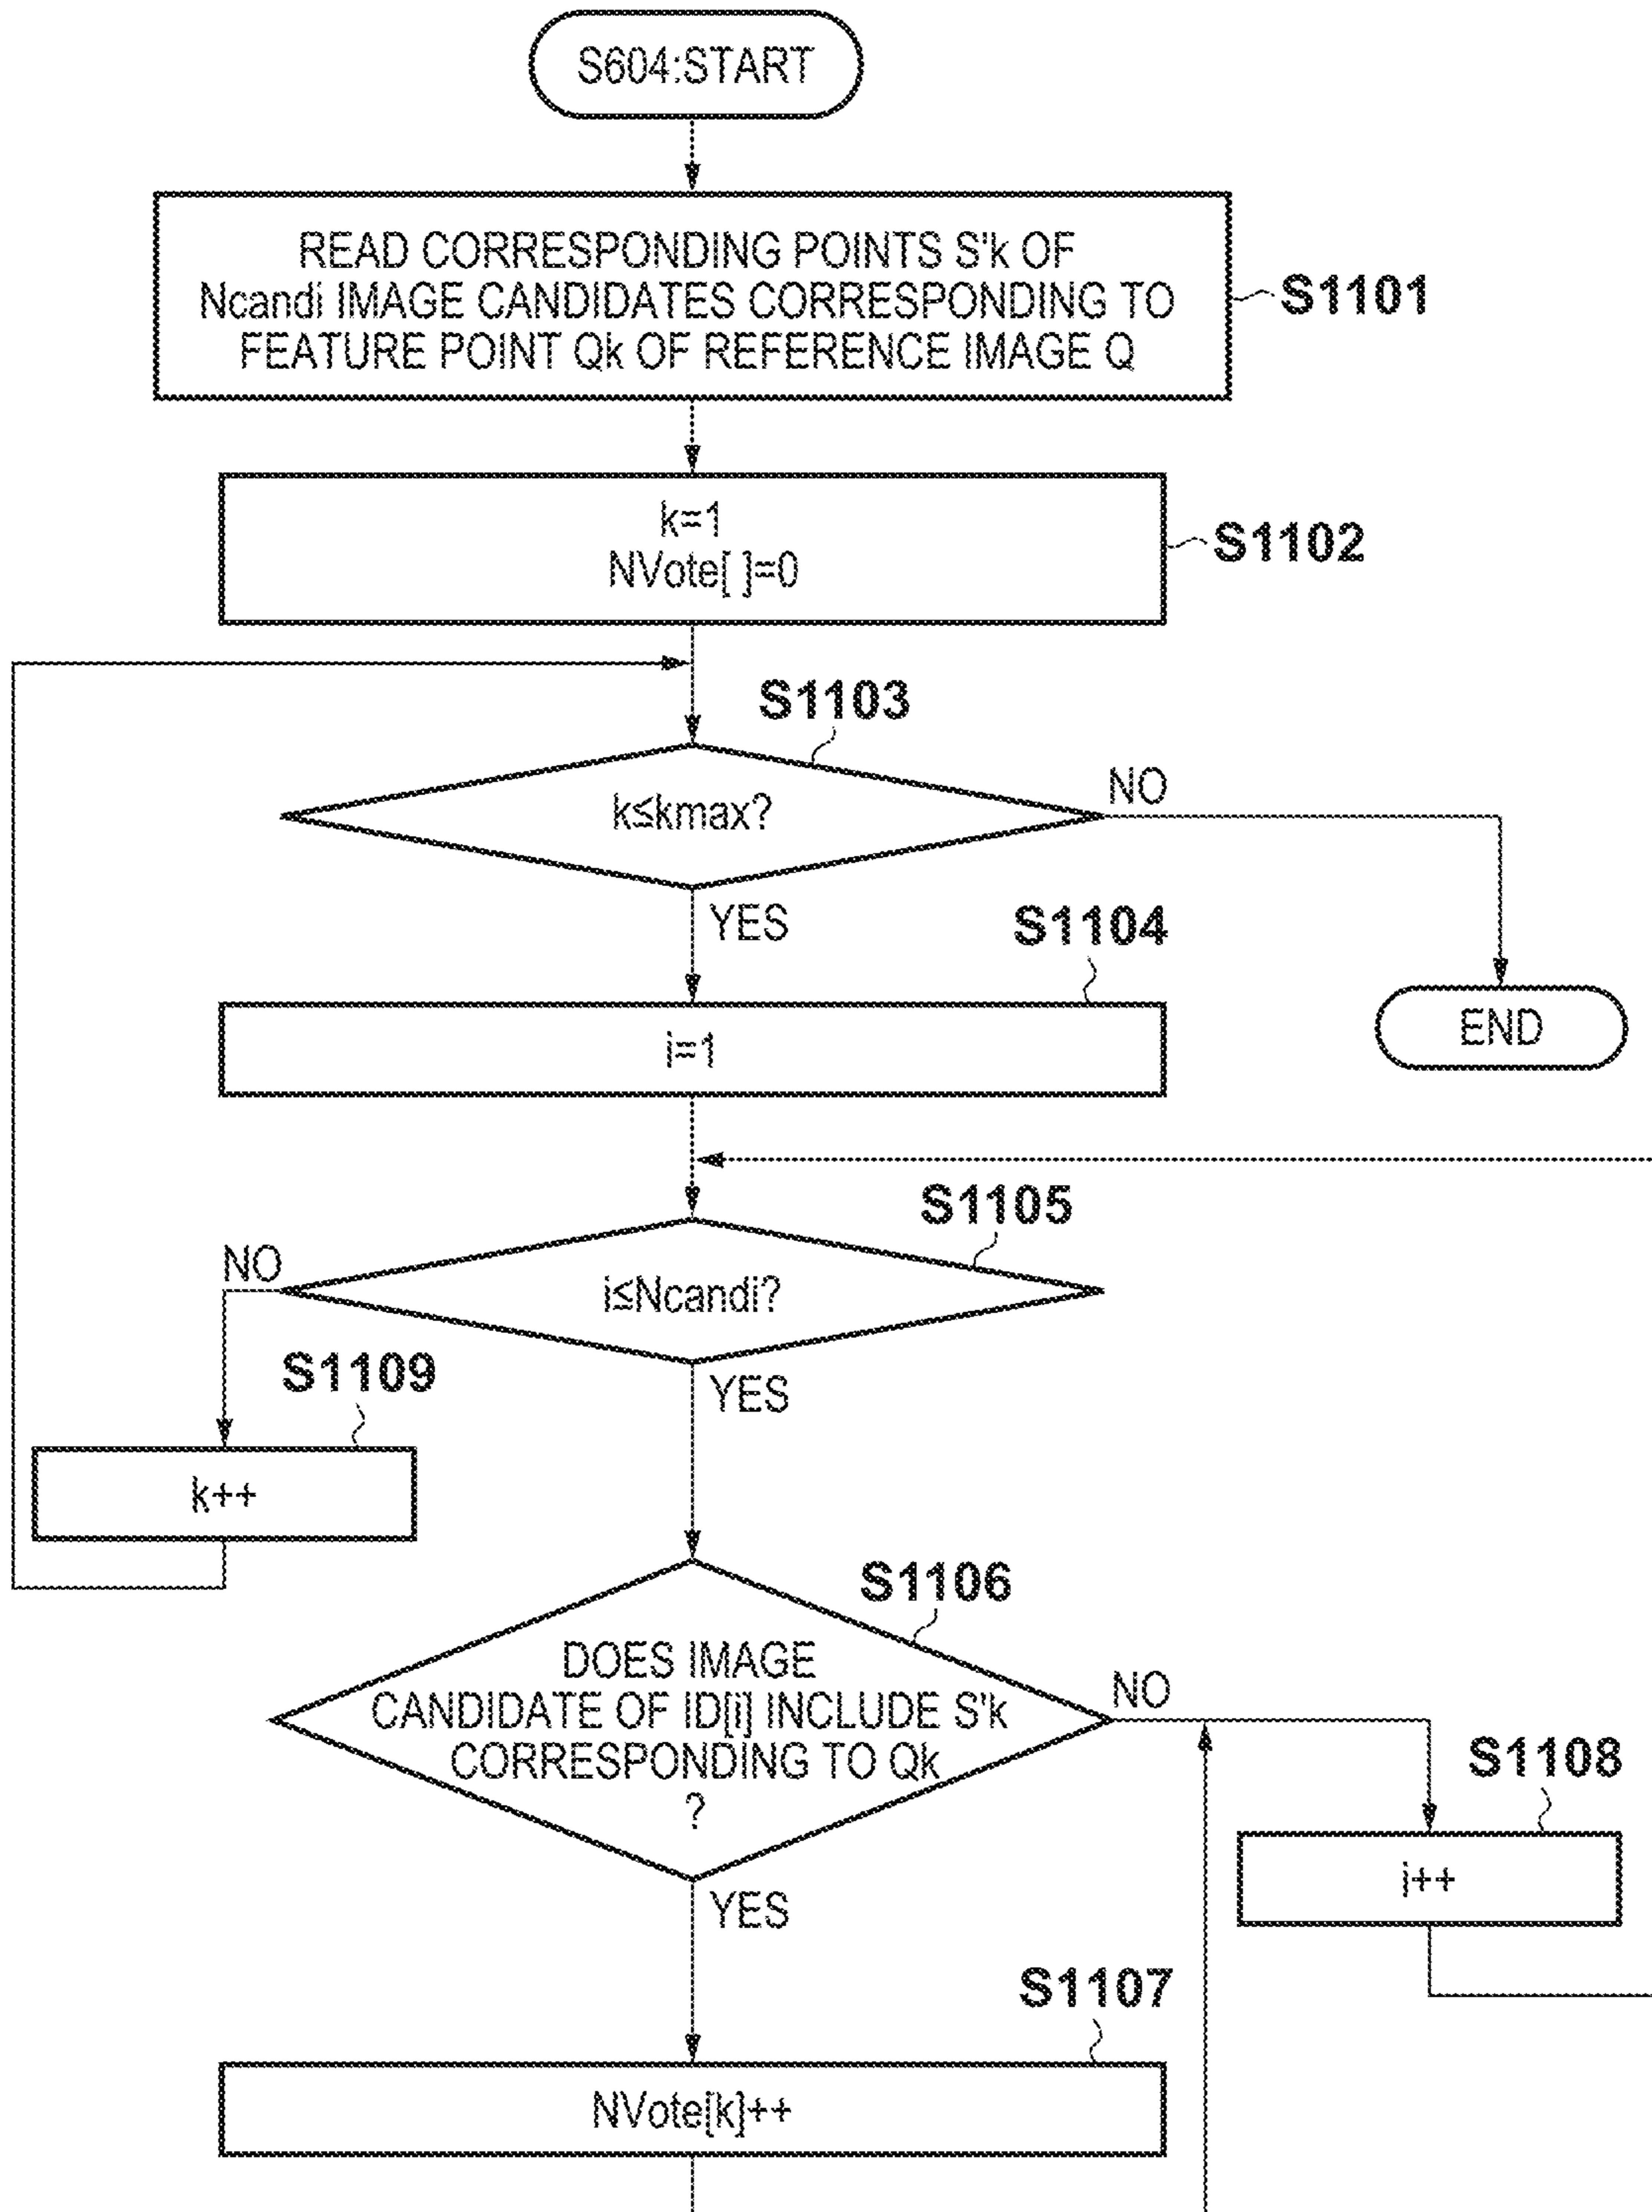 S604:START
READ CORRESPONDING POINTS S'k OF
Ncandi IMAGE CANDIDATES CORRESPONDING TO
FEATURE POINT Qk OF REFERENCE IMAGE Q
S1101
k=1
NVote[ ]=0
S1102
S1103
k≤kmax?
NO
YES
S1104
i=1
END
S1105
NO
i≤Ncandi?
S1109
YES
k++
S1106
DOES IMAGE
CANDIDATE OF ID[i] INCLUDE S'k
CORRESPONDING TO Qk
?
NO
S1108
i++
YES
S1107
NVote[k]++